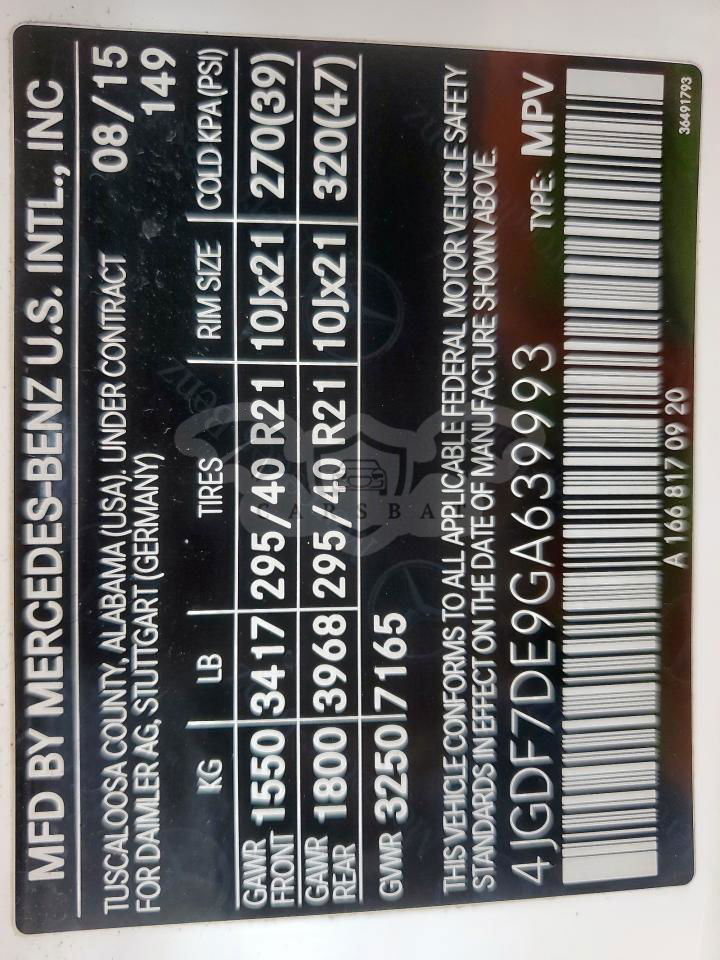 MFD BY MERCEDES-BENZ U.S. INTL., INC
TUSCALOOSA COUNTY, ALABAMA (USA). UNDER CONTRACT 08/15
FOR DAIMLER AG, STUTTGART (GERMANY) 149
KG LB TIRES RIM SIZE COLD KPA(PSI)
GAWR FRONT 1550 3417 295/40 R21 10Jx21 270(39)
GAWR REAR 1800 3968 295/40 R21 10Jx21 320(47)
GVWR 3250 7165
THIS VEHICLE CONFORMS TO ALL APPLICABLE FEDERAL MOTOR VEHICLE SAFETY
STANDARDS IN EFFECT ON THE DATE OF MANUFACTURE SHOWN ABOVE.
4JGDF7DE9GA639993 TYPE: MPV
A 166 817 09 20 36491793